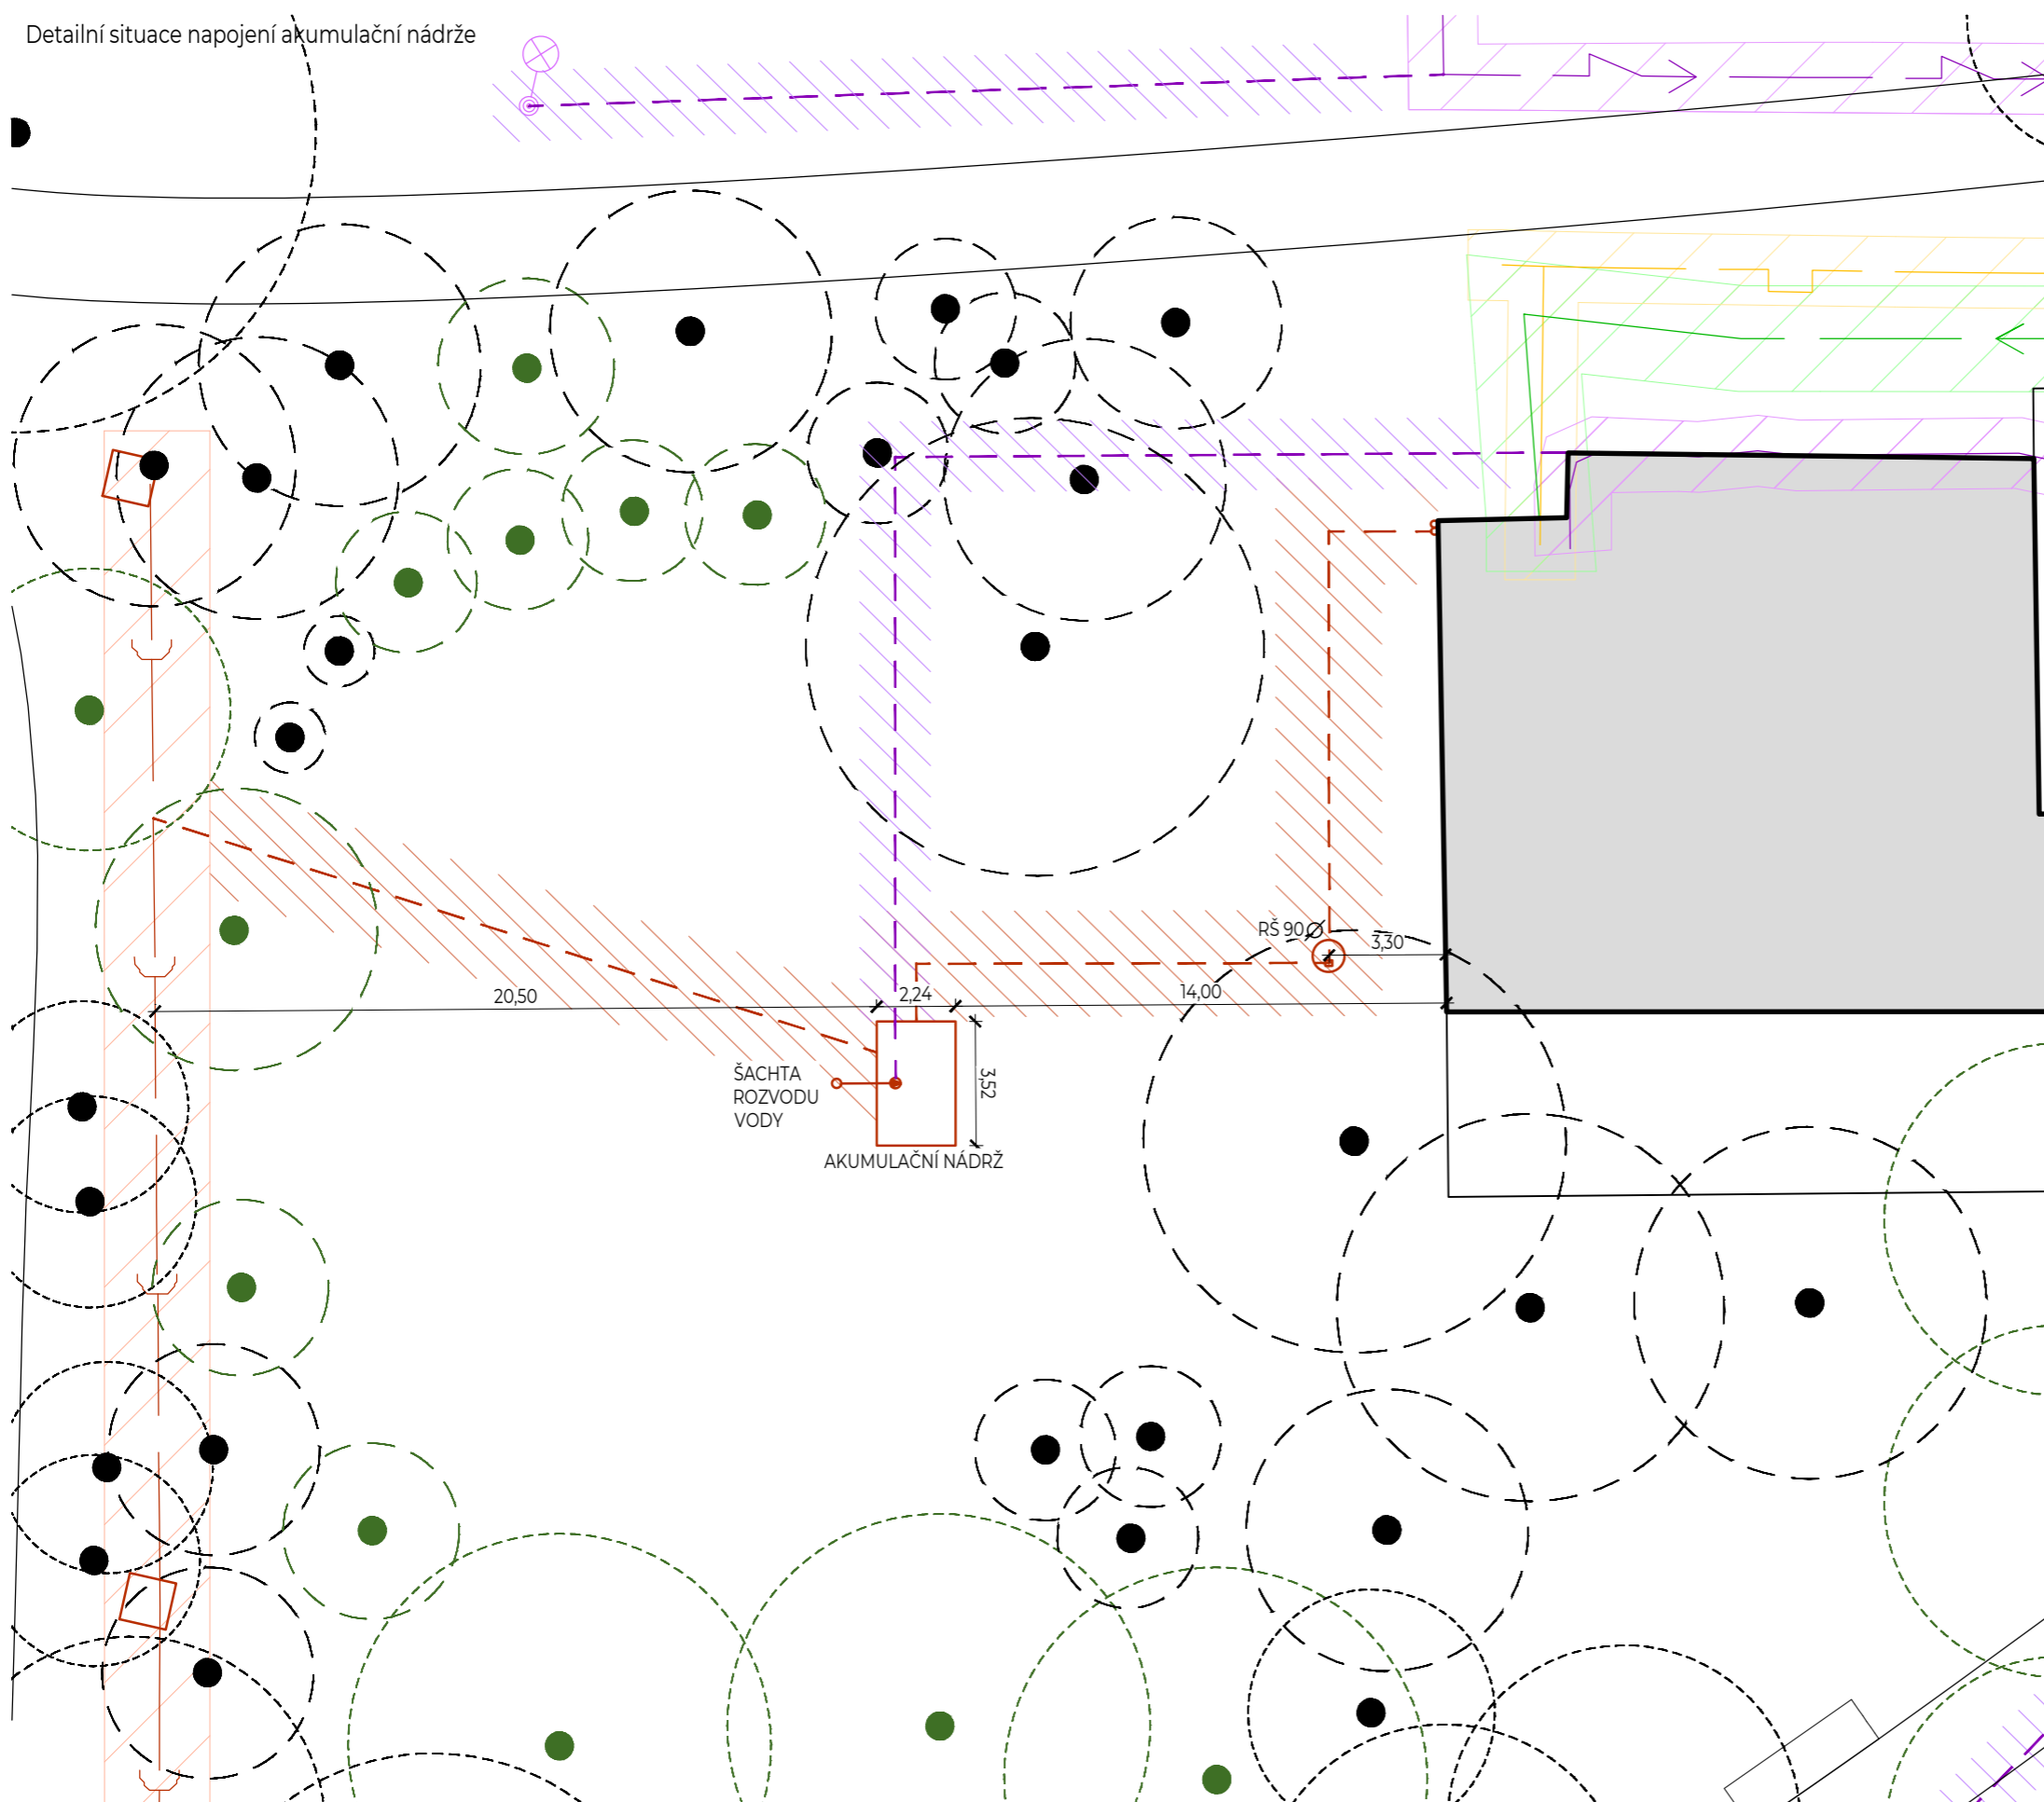 Detailní situace napojení akumulační nádrže
RŠ 90Ø
3,30
20,50
2,24
14,00
ŠACHTA
ROZVODU
VODY
3,52
AKUMULAČNÍ NÁDRŽ